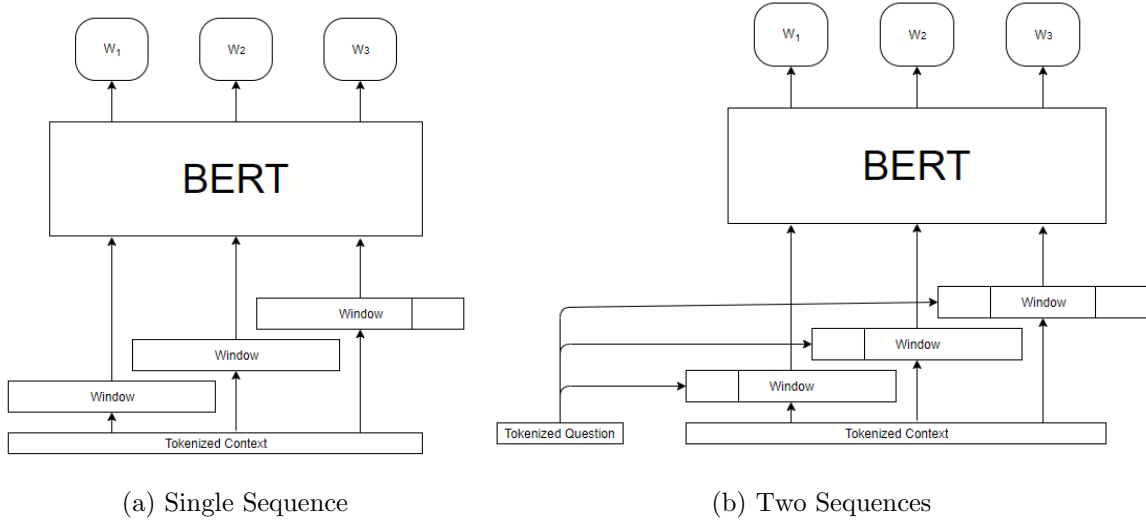 W1
W2
W3
BERT
Window
Window
Window
Tokenized Context
(a) Single Sequence
W1
W2
W3
BERT
Window
Window
Window
Tokenized Question
Tokenized Context
(b) Two Sequences